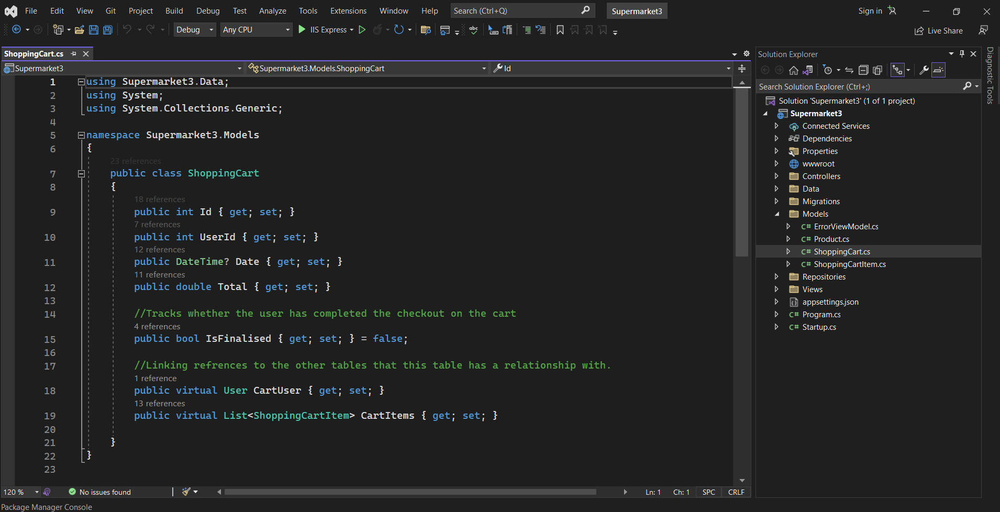 File Edit View Git Project Build Debug Test Analyze Tools Extensions Window Help Search (Ctrl+Q) Supermarket3 Sign in
Debug Any CPU IIS Express abc Live Share
ShoppingCart.cs
Supermarket3 Supermarket3.Models.ShoppingCart Id
1 using Supermarket3.Data;
2 using System;
3 using System.Collections.Generic;
4
5 namespace Supermarket3.Models
6 {
23 references
7 public class ShoppingCart
8 {
18 references
9 public int Id { get; set; }
7 references
10 public int UserId { get; set; }
12 references
11 public DateTime? Date { get; set; }
11 references
12 public double Total { get; set; }
13
14 //Tracks whether the user has completed the checkout on the cart
4 references
15 public bool IsFinalised { get; set; } = false;
16
17 //Linking refrences to the other tables that this table has a relationship with.
1 reference
18 public virtual User CartUser { get; set; }
13 references
19 public virtual List<ShoppingCartItem> CartItems { get; set; }
20
21 }
22 }
23
120 % No issues found Ln: 1 Ch: 1 SPC CRLF
Package Manager Console
Solution Explorer
Search Solution Explorer (Ctrl+;)
Solution 'Supermarket3' (1 of 1 project)
Supermarket3
Connected Services
Dependencies
Properties
wwwroot
Controllers
Data
Migrations
Models
C# ErrorViewModel.cs
C# Product.cs
C# ShoppingCart.cs
C# ShoppingCartItem.cs
Repositories
Views
appsettings.json
C# Program.cs
C# Startup.cs
Diagnostic Tools